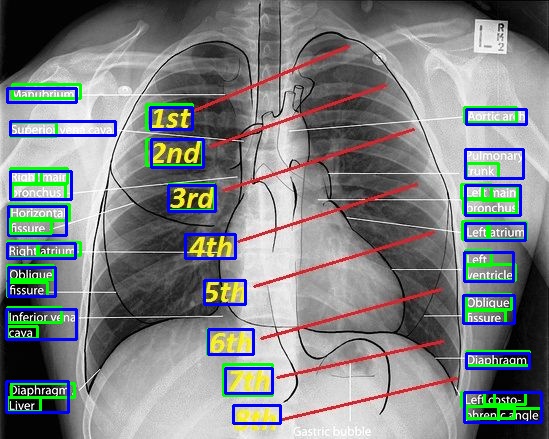 L
RM2
Manubrium
Superior vena cava
Right main
bronchus
Horizontal
fissure
Right atrium
Oblique
fissure
Inferior vena
cava
Diaphragm
Liver
1st
2nd
3rd
4th
5th
6th
7th
8th
Aortic arch
Pulmonary
trunk
Left main
bronchus
Left atrium
Left
ventricle
Oblique
fissure
Diaphragm
Left costo-
phrenic angle
Gastric bubble